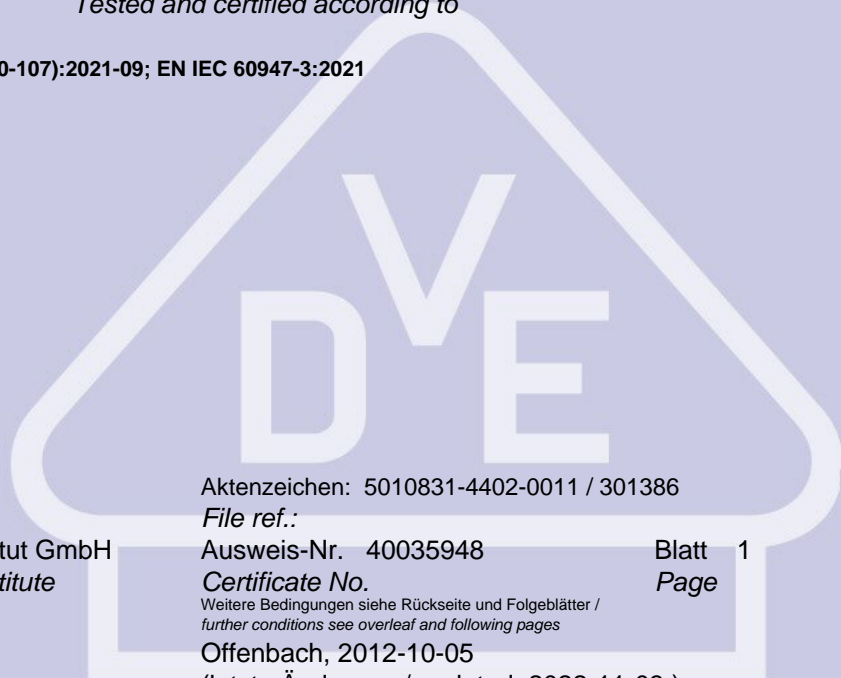 Tested and certified according to
0-107):2021-09; EN IEC 60947-3:2021
VDE
Aktenzeichen: 5010831-4402-0011 / 301386
File ref.:
tut GmbH Ausweis-Nr. 40035948 Blatt 1
titute Certificate No. Page
Weitere Bedingungen siehe Rückseite und Folgeblätter /
further conditions see overleaf and following pages
Offenbach, 2012-10-05